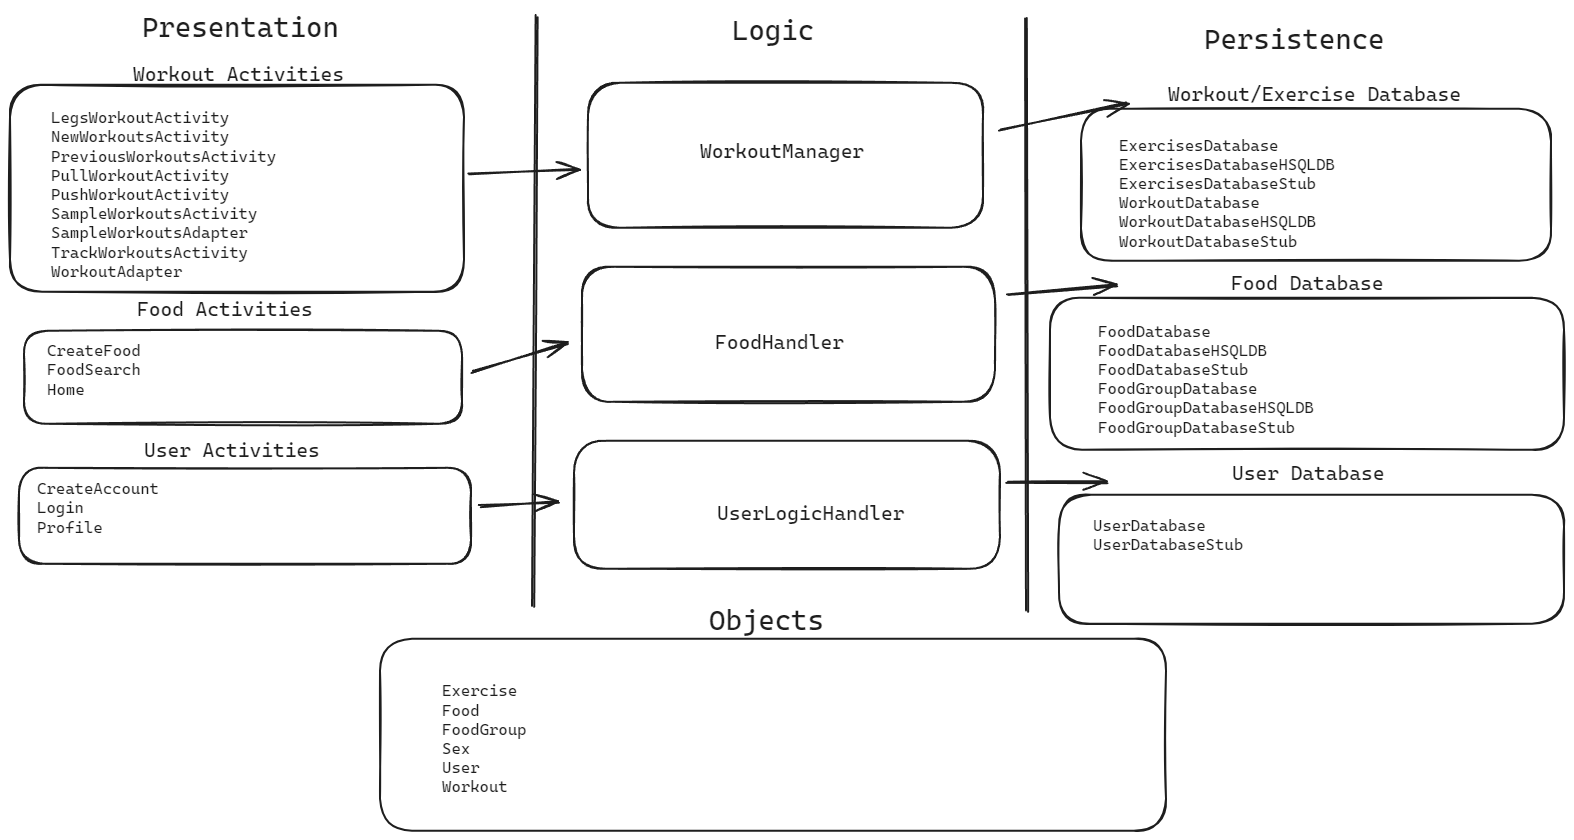 Presentation
Workout Activities
LegsWorkoutActivity
NewWorkoutsActivity
PreviousWorkoutsActivity
PullWorkoutActivity
PushWorkoutActivity
SampleWorkoutsActivity
SampleWorkoutsAdapter
TrackWorkoutsActivity
WorkoutAdapter
Food Activities
CreateFood
FoodSearch
Home
User Activities
CreateAccount
Login
Profile
Logic
WorkoutManager
FoodHandler
UserLogicHandler
Persistence
Workout/Exercise Database
ExercisesDatabase
ExercisesDatabaseHSQLDB
ExercisesDatabaseStub
WorkoutDatabase
WorkoutDatabaseHSQLDB
WorkoutDatabaseStub
Food Database
FoodDatabase
FoodDatabaseHSQLDB
FoodDatabaseStub
FoodGroupDatabase
FoodGroupDatabaseHSQLDB
FoodGroupDatabaseStub
User Database
UserDatabase
UserDatabaseStub
Objects
Exercise
Food
FoodGroup
Sex
User
Workout